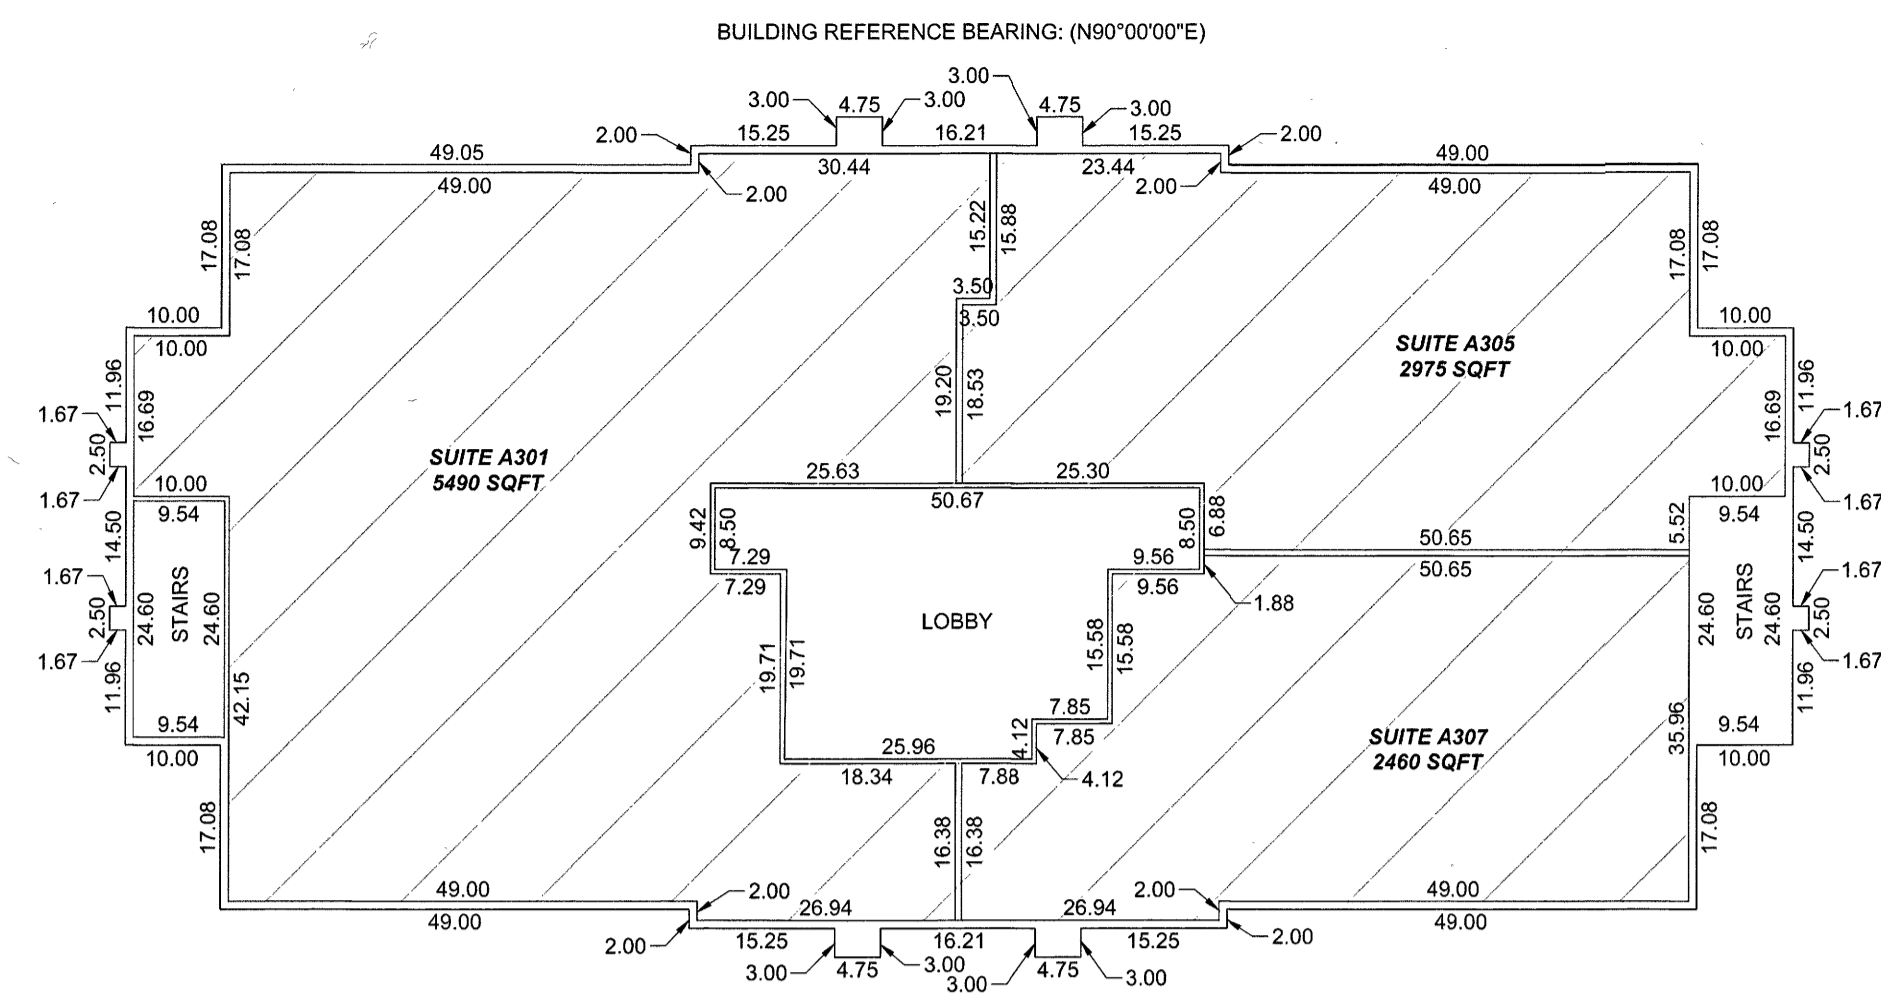 BUILDING REFERENCE BEARING: (N90°00'00"E)
3.00
3.00 4.75 3.00 4.75 3.00
2.00 15.25 16.21 15.25 2.00
49.05 49.00
49.00 30.44 23.44 49.00
2.00 2.00
17.08 17.08 15.22 15.88 17.08 17.08
3.50
3.50
10.00 10.00
10.00 10.00
SUITE A301
5490 SQFT
SUITE A305
2975 SQFT
11.96 16.69 19.20 18.53 16.69 11.96
1.67 1.67
2.50 2.50
1.67 1.67
10.00 25.63 25.30 10.00
9.54 50.67 9.54
14.50 9.42 8.50 8.50 6.88 5.52 14.50
7.29 9.56 50.65
7.29 9.56 50.65
1.88
1.67 1.67
2.50 24.60 STAIRS 24.60 LOBBY 24.60 STAIRS 24.60 2.50
1.67 1.67
19.71 19.71 15.58 15.58
11.96 42.15 35.96 11.96
7.85
4.12 7.85
9.54 25.96 9.54
10.00 18.34 7.88 4.12 10.00
SUITE A307
2460 SQFT
17.08 16.38 16.38 17.08
49.00 2.00 2.00 49.00
26.94 26.94
49.00 49.00
2.00 15.25 16.21 15.25 2.00
3.00 4.75 3.00 4.75 3.00
3.00